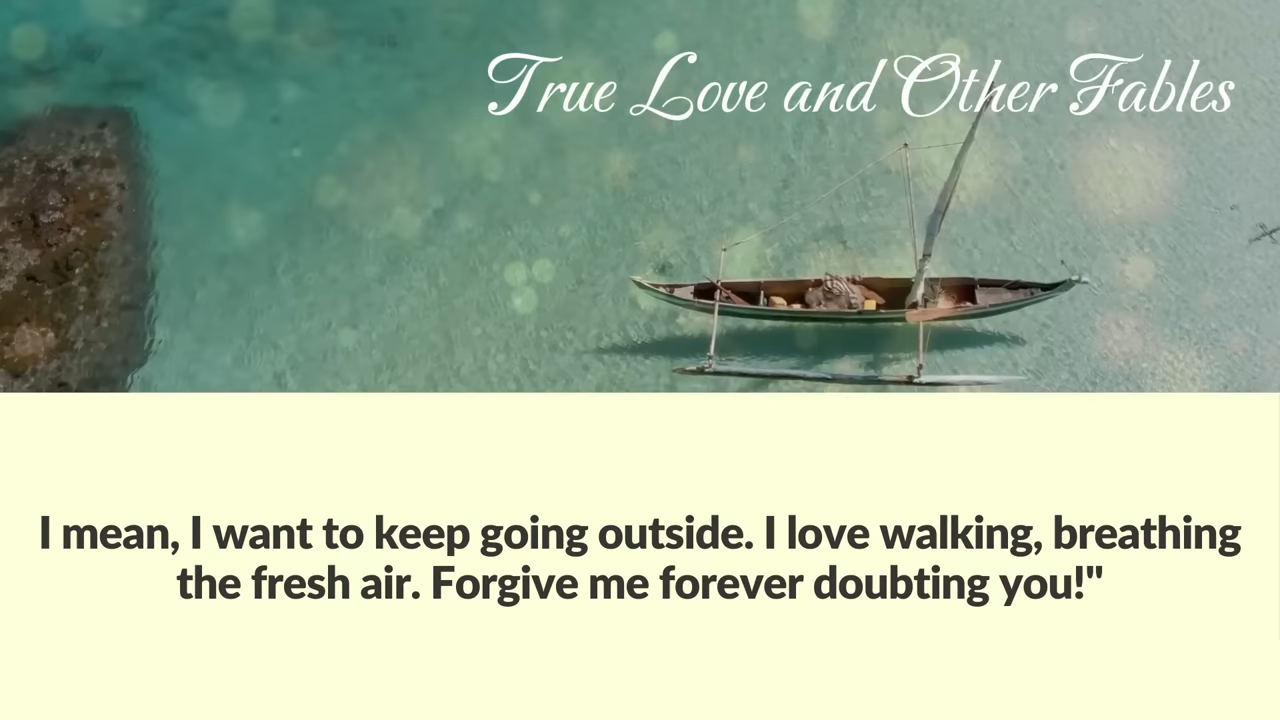 True Love and Other Fables
I mean, I want to keep going outside. I love walking, breathing
the fresh air. Forgive me forever doubting you!"